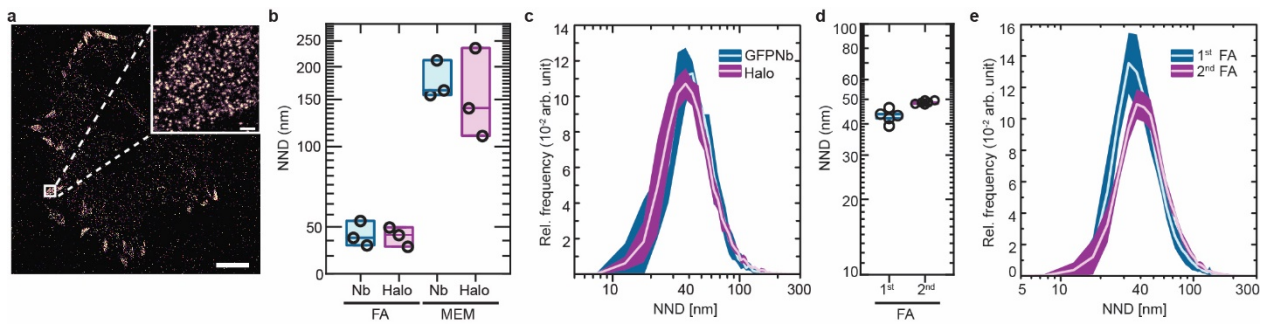 a
b
NND (nm)
250
200
150
100
50
0
Nb Halo Nb Halo
FA MEM
c
Rel. frequency (10⁻² arb. unit)
14
12
10
8
6
4
2
GFPNb
Halo
5 10 20 40 100 300
NND [nm]
d
NND (nm)
100
80
60
50
40
30
20
10
1st 2nd
FA
e
Rel. frequency (10⁻² arb. unit)
16
14
12
10
8
6
4
2
0
1st FA
2nd FA
5 10 20 40 100 300
NND [nm]